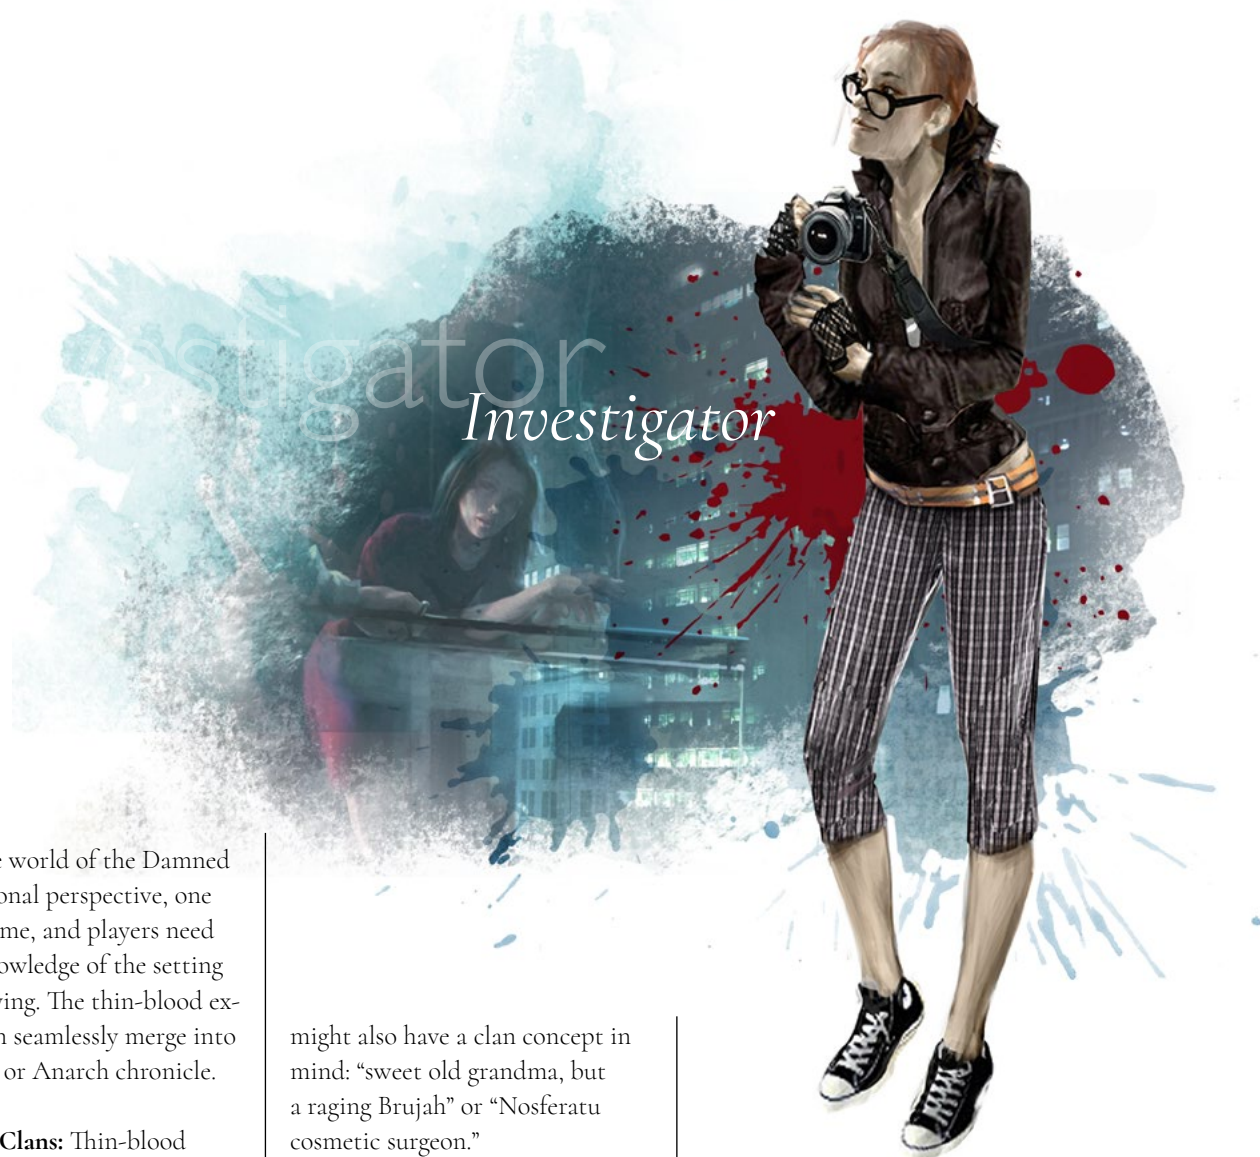 stigator
Investigator
world of the Damned
onal perspective, one
me, and players need
owledge of the setting
ing. The thin-blood ex-
seamlessly merge into
or Anarch chronicle.
Clans: Thin-blood
might also have a clan concept in
mind: “sweet old grandma, but
a raging Brujah” or “Nosferatu
cosmetic surgeon.”